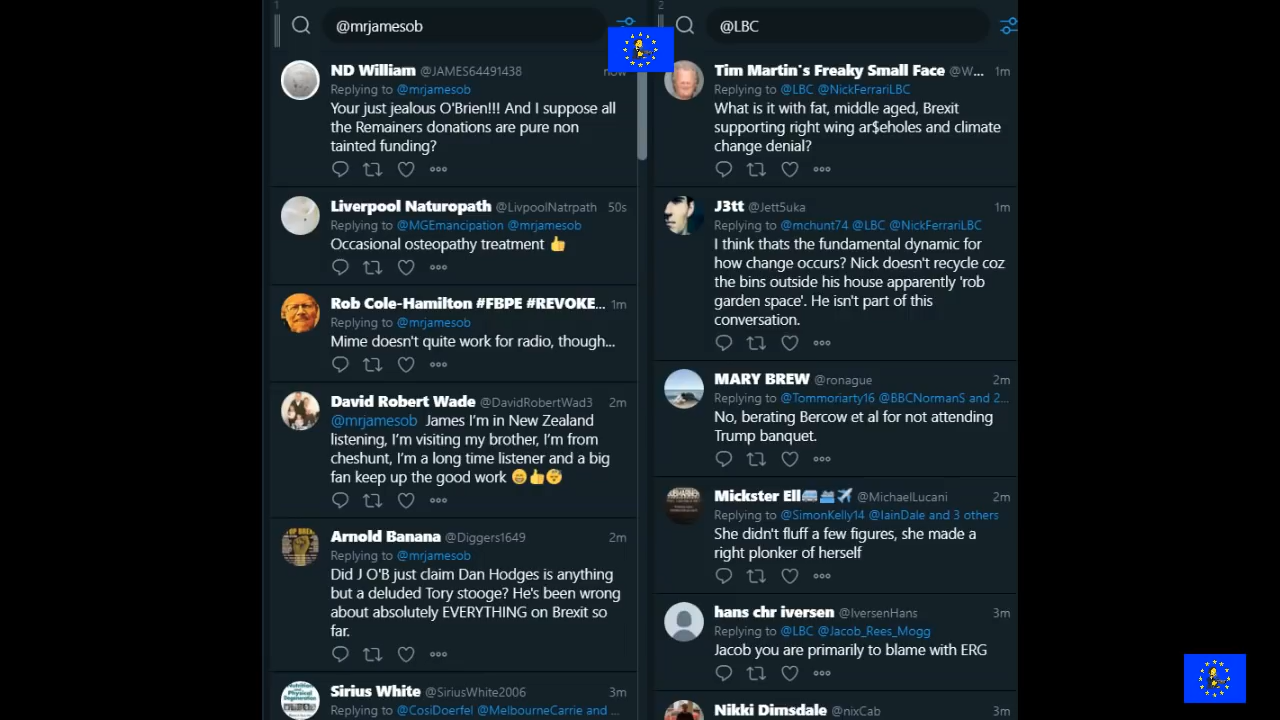 1
@mrjamesob
ND William @JAMES64491438 now
Replying to @mrjamesob
Your just jealous O'Brien!!! And I suppose all
the Remainers donations are pure non
tainted funding?
Liverpool Naturopath @LivpoolNatrpath 50s
Replying to @MGEmancipation @mrjamesob
Occasional osteopathy treatment 👍
Rob Cole-Hamilton #FBPE #REVOKE... 1m
Replying to @mrjamesob
Mime doesn't quite work for radio, though...
David Robert Wade @DavidRobertWad3 2m
@mrjamesob James I'm in New Zealand
listening, I'm visiting my brother, I'm from
cheshunt, I'm a long time listener and a big
fan keep up the good work 😁👍😴
Arnold Banana @Diggers1649 2m
Replying to @mrjamesob
Did J O'B just claim Dan Hodges is anything
but a deluded Tory stooge? He's been wrong
about absolutely EVERYTHING on Brexit so
far.
Sirius White @SiriusWhite2006 3m
Replying to @CosiDoerfel @MelbourneCarrie and ...
2
@LBC
Tim Martin's Freaky Small Face @W... 1m
Replying to @LBC @NickFerrariLBC
What is it with fat, middle aged, Brexit
supporting right wing ar$eholes and climate
change denial?
J3tt @Jett5uka 1m
Replying to @mchunt74 @LBC @NickFerrariLBC
I think thats the fundamental dynamic for
how change occurs? Nick doesn't recycle coz
the bins outside his house apparently 'rob
garden space'. He isn't part of this
conversation.
MARY BREW @ronague 2m
Replying to @Tommoriarty16 @BBCNormanS and 2...
No, berating Bercow et al for not attending
Trump banquet.
Mickster Ell @MichaelLucani 2m
Replying to @SimonKelly14 @IainDale and 3 others
She didn't fluff a few figures, she made a
right plonker of herself
hans chr iversen @IversenHans 3m
Replying to @LBC @Jacob_Rees_Mogg
Jacob you are primarily to blame with ERG
Nikki Dimsdale @nixCab 3m